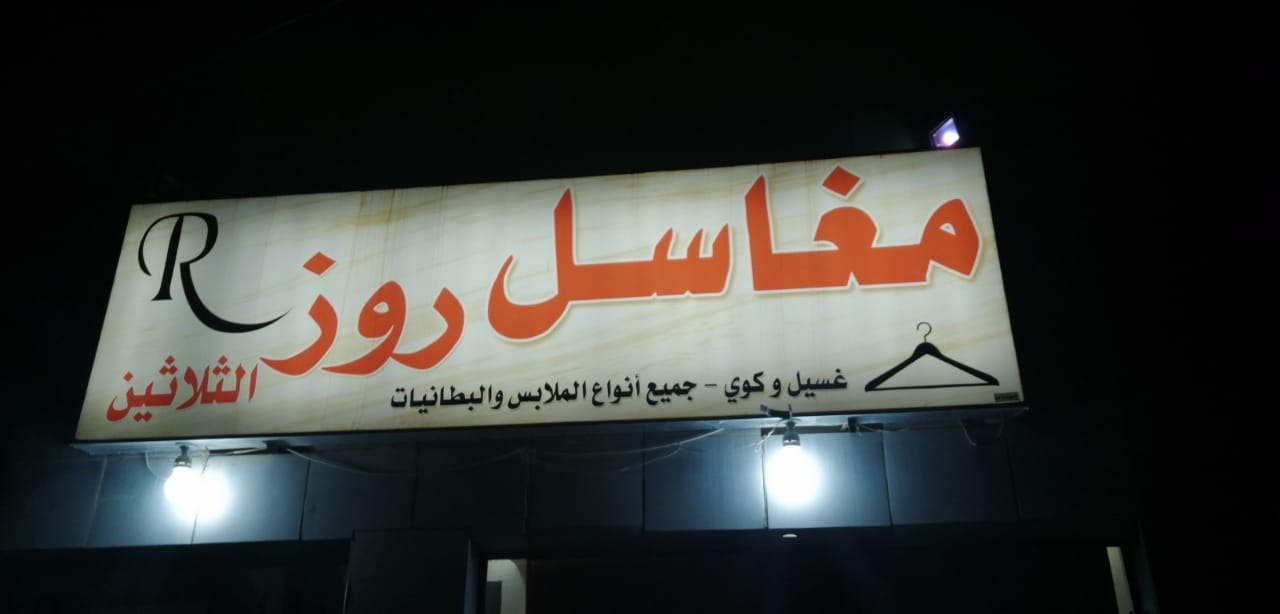 مغاسل روز
R
غسيل و كوي - جميع أنواع الملابس والبطانيات
الثلاثين